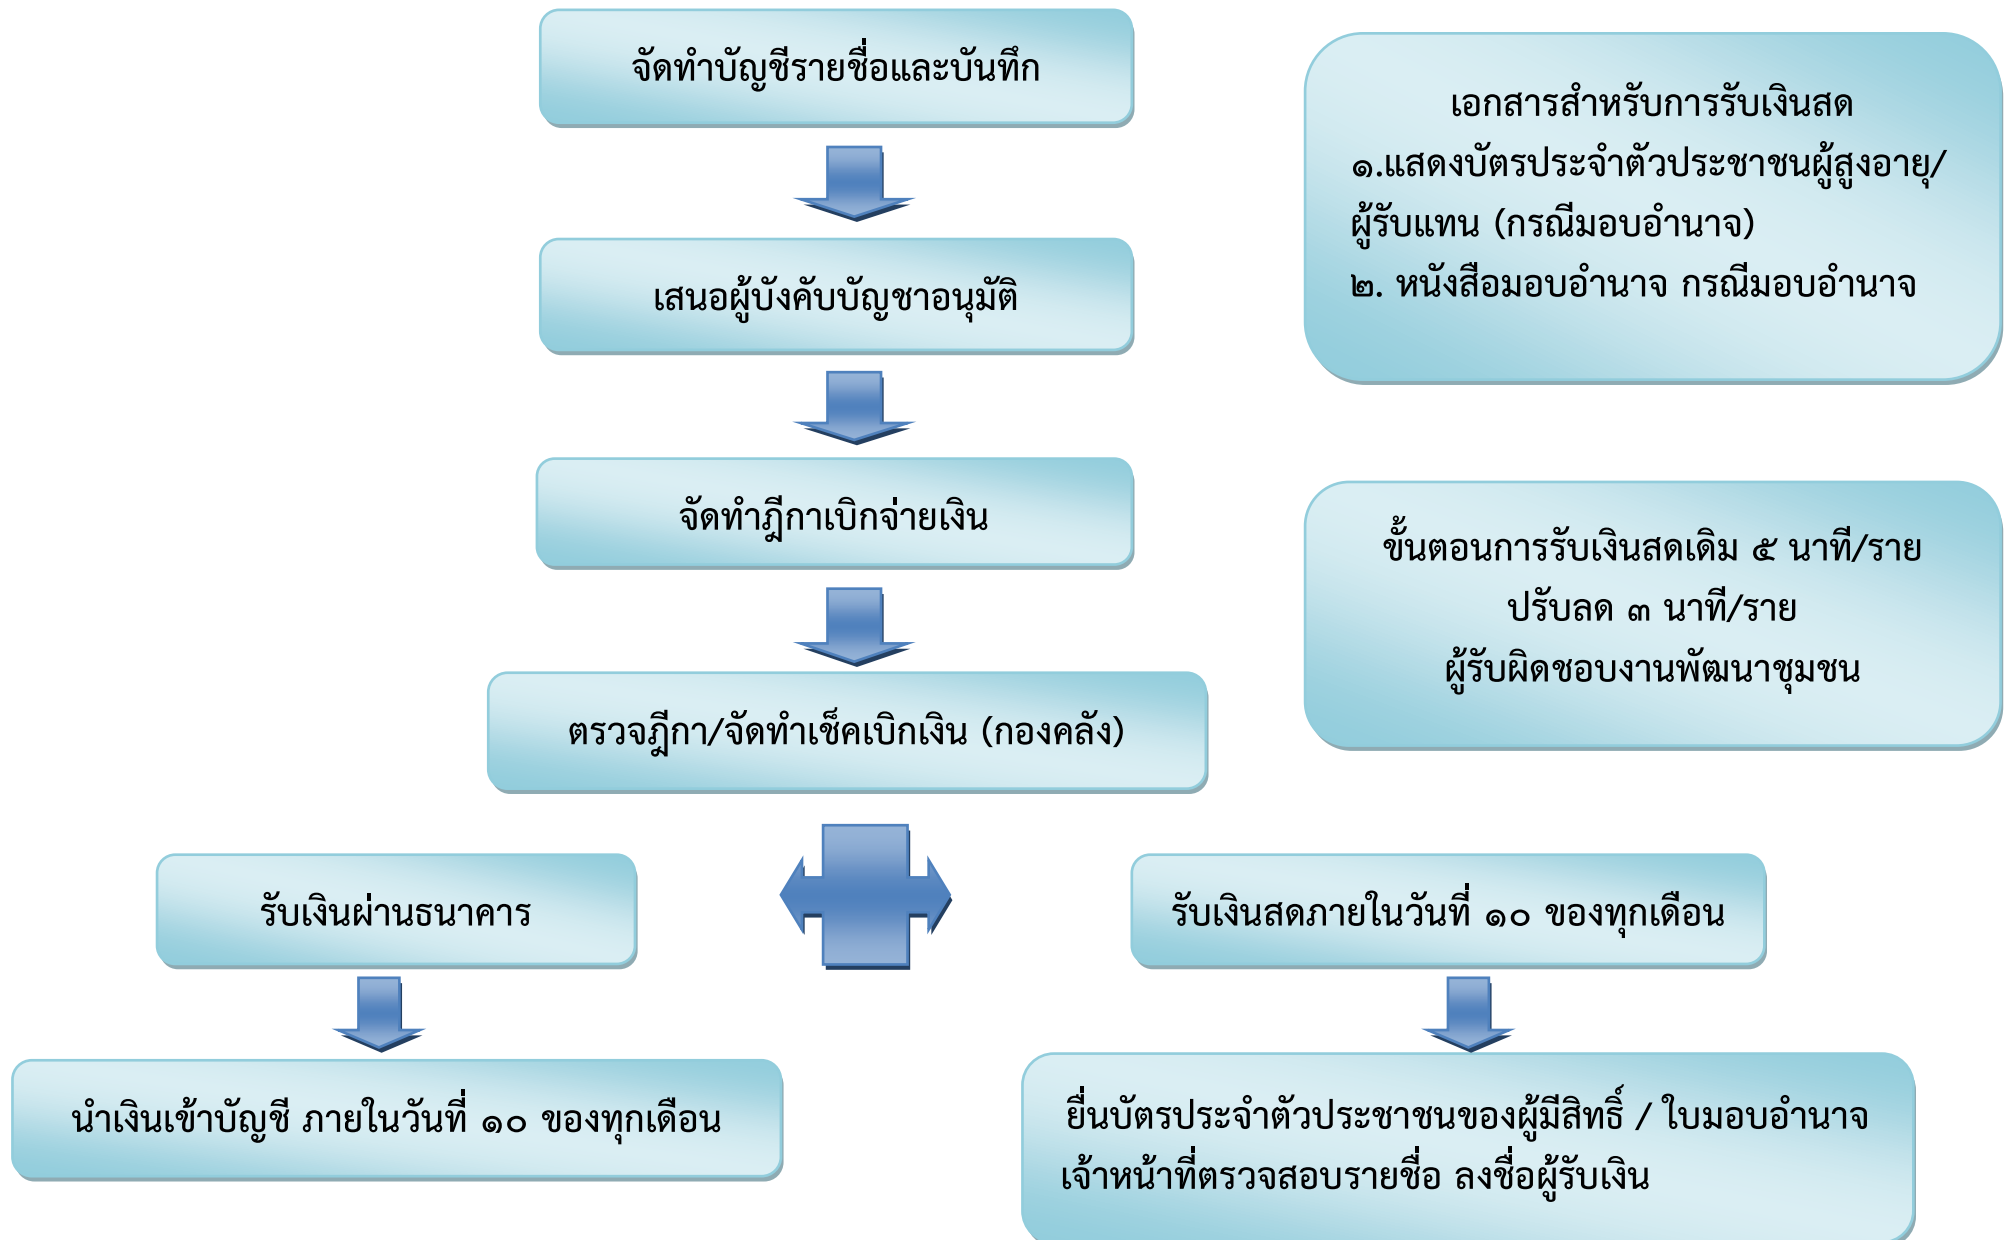 จัดทำบัญชีรายชื่อและบันทึก
เสนอผู้บังคับบัญชาอนุมัติ
จัดทำฎีกาเบิกจ่ายเงิน
ตรวจฎีกา/จัดทำเช็คเบิกเงิน (กองคลัง)
รับเงินผ่านธนาคาร
นำเงินเข้าบัญชี ภายในวันที่ ๑๐ ของทุกเดือน
รับเงินสดภายในวันที่ ๑๐ ของทุกเดือน
ยื่นบัตรประจำตัวประชาชนของผู้มีสิทธิ์ / ใบมอบอำนาจ
เจ้าหน้าที่ตรวจสอบรายชื่อ ลงชื่อผู้รับเงิน
เอกสารสำหรับการรับเงินสด
๑.แสดงบัตรประจำตัวประชาชนผู้สูงอายุ/
ผู้รับแทน (กรณีมอบอำนาจ)
๒. หนังสือมอบอำนาจ กรณีมอบอำนาจ
ขั้นตอนการรับเงินสดเดิม ๕ นาที/ราย
ปรับลด ๓ นาที/ราย
ผู้รับผิดชอบงานพัฒนาชุมชน